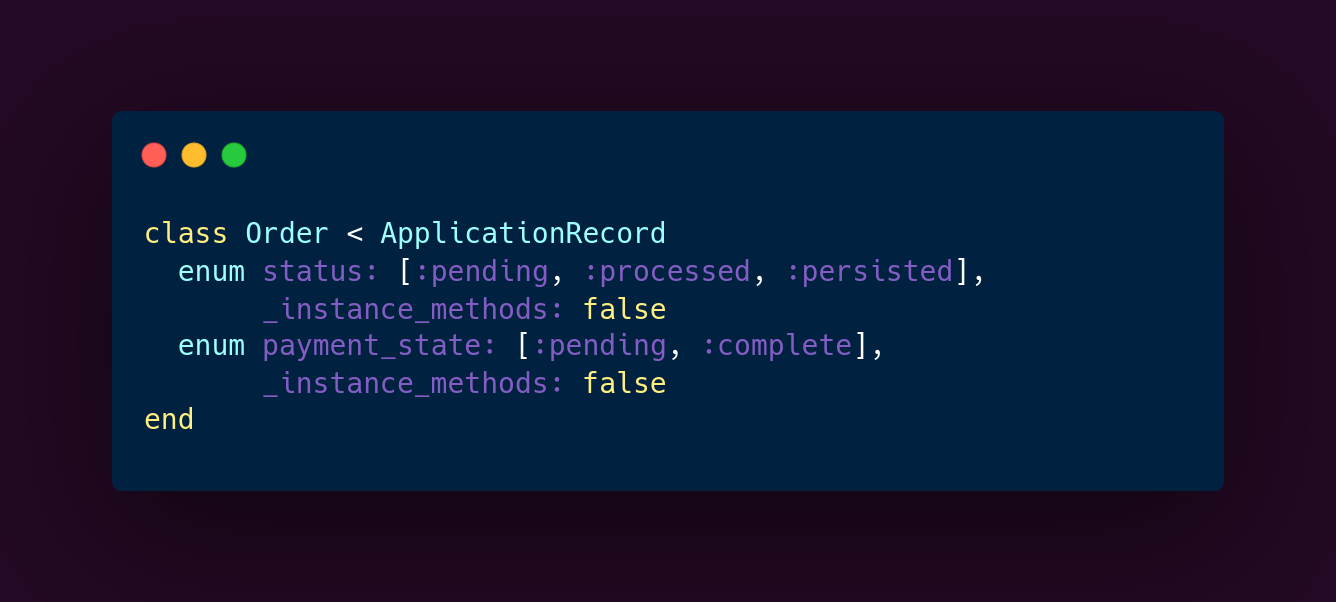 class Order < ApplicationRecord
  enum status: [:pending, :processed, :persisted],
       _instance_methods: false
  enum payment_state: [:pending, :complete],
       _instance_methods: false
end